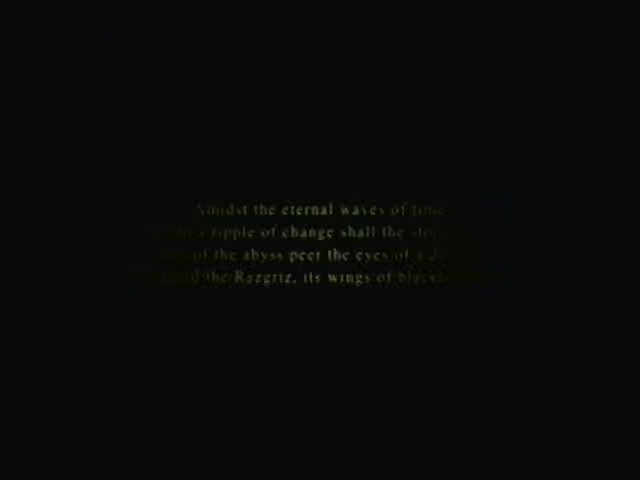 Amidst the eternal waves of time
a ripple of change shall the
of the abyss peer the eyes of a
the Razgriz, its wings of black